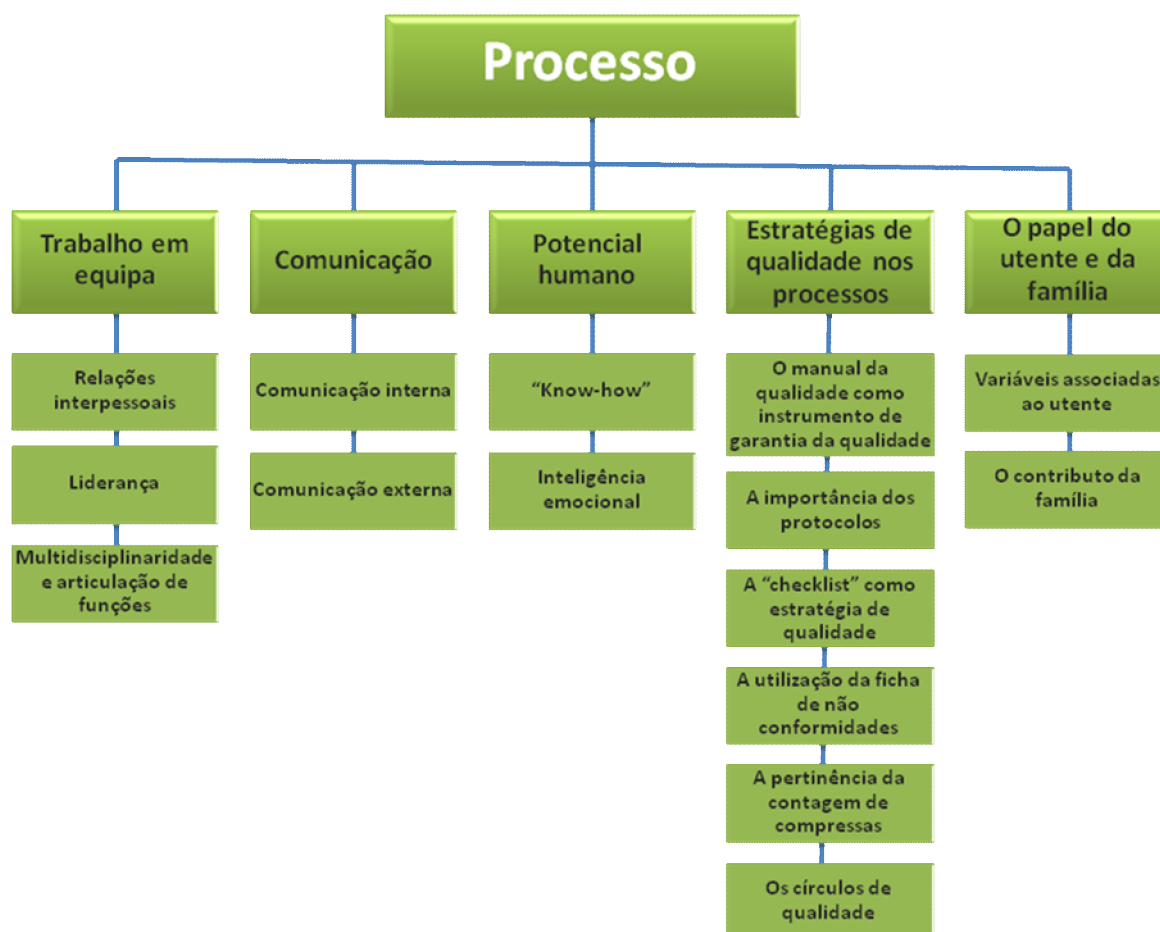 Processo
Trabalho em
equipa
Relações
interpessoais
Liderança
Multidisciplinaridade
e articulação de
funções
Comunicação
Comunicação interna
Comunicação externa
Potencial
humano
“Know-how”
Inteligência
emocional
Estratégias de
qualidade nos
processos
O manual da
qualidade como
instrumento de
garantia da qualidade
A importância dos
protocolos
A “checklist” como
estratégia de
qualidade
A utilização da ficha
de não
conformidades
A pertinência da
contagem de
compressas
Os círculos de
qualidade
O papel do
utente e da
família
Variáveis associadas
ao utente
O contributo da
família